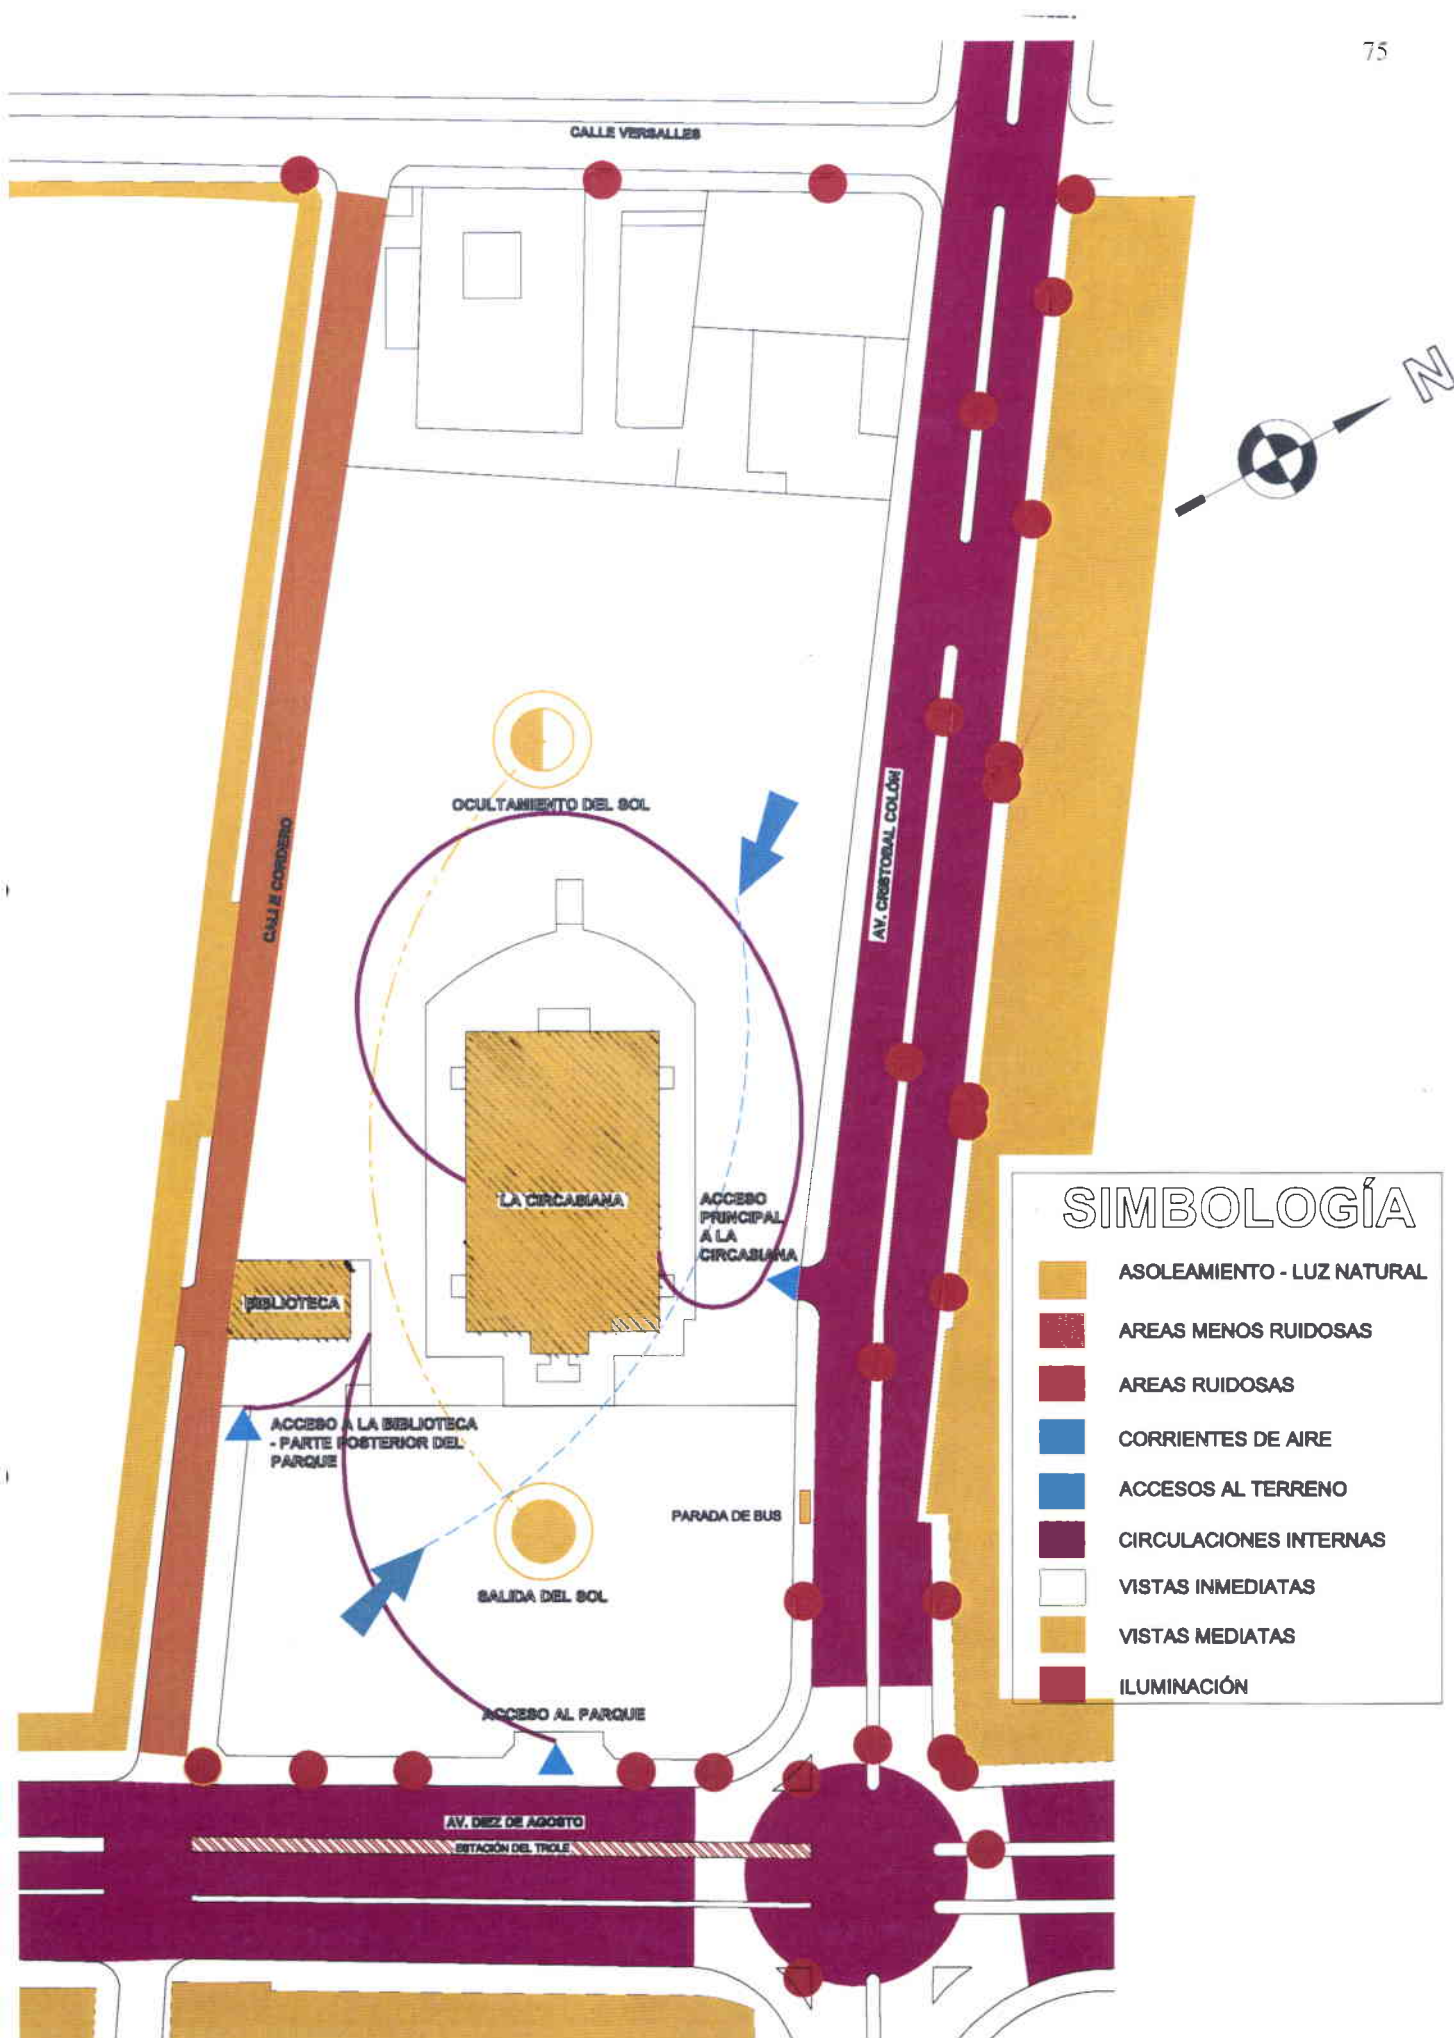 75
CALLE VERSALLES
N
OCULTAMIENTO DEL SOL
CALLE CORDERO
AV. CRISTOBAL COLÓN
LA CIRCASIANA
ACCESO
PRINCIPAL
A LA
CIRCASIANA
BIBLIOTECA
ACCESO A LA BIBLIOTECA
- PARTE POSTERIOR DEL
PARQUE
PARADA DE BUS
SALIDA DEL SOL
ACCESO AL PARQUE
AV. DIEZ DE AGOSTO
ESTACIÓN DEL TROLE
SIMBOLOGÍA
ASOLEAMIENTO - LUZ NATURAL
AREAS MENOS RUIDOSAS
AREAS RUIDOSAS
CORRIENTES DE AIRE
ACCESOS AL TERRENO
CIRCULACIONES INTERNAS
VISTAS INMEDIATAS
VISTAS MEDIATAS
ILUMINACIÓN